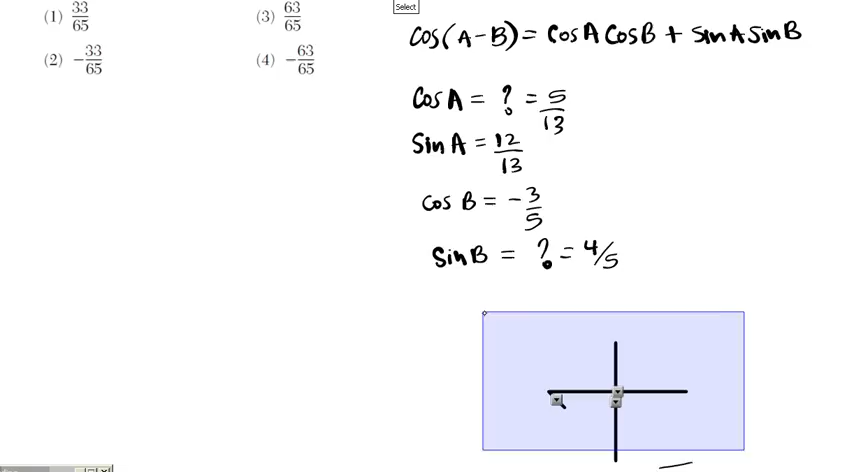 Select
(1) 33/65 (3) 63/65
(2) −33/65 (4) −63/65
cos(A−B) = cosA cosB + sinA sinB
cosA = ? = 5/13
sinA = 12/13
cos B = −3/5
sinB = ? = 4/5